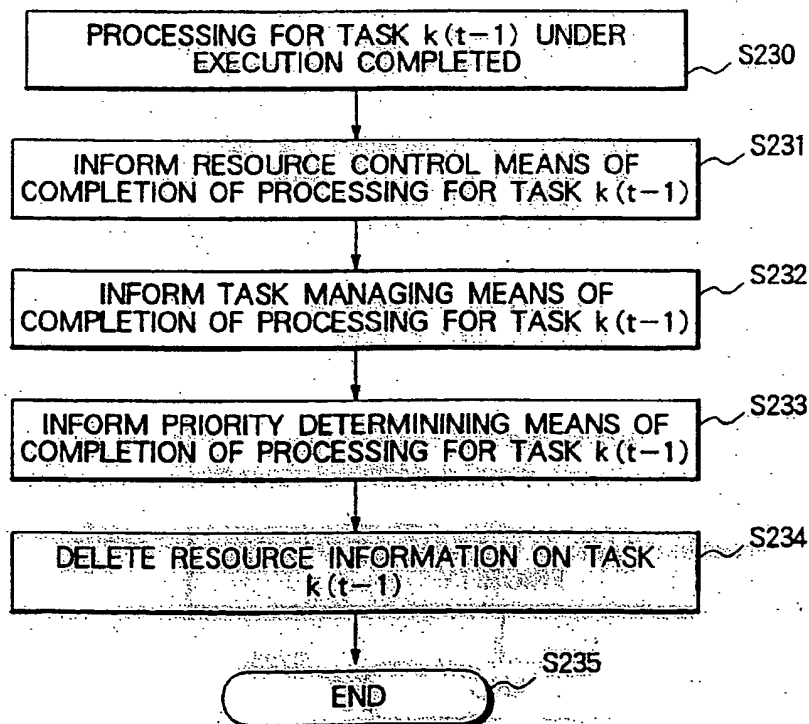 PROCESSING FOR TASK k(t-1) UNDER
EXECUTION COMPLETED
S230
INFORM RESOURCE CONTROL MEANS OF
COMPLETION OF PROCESSING FOR TASK k(t-1)
S231
INFORM TASK MANAGING MEANS OF
COMPLETION OF PROCESSING FOR TASK k(t-1)
S232
INFORM PRIORITY DETERMINING MEANS OF
COMPLETION OF PROCESSING FOR TASK k(t-1)
S233
DELETE RESOURCE INFORMATION ON TASK
k(t-1)
S234
END
S235